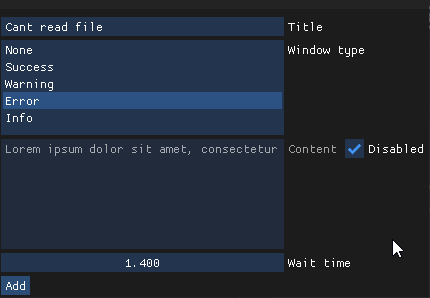 Cant read file Title
None Window type
Success
Warning
Error
Info
Lorem ipsum dolor sit amet, consectetur Content Disabled
1.400 Wait time
Add